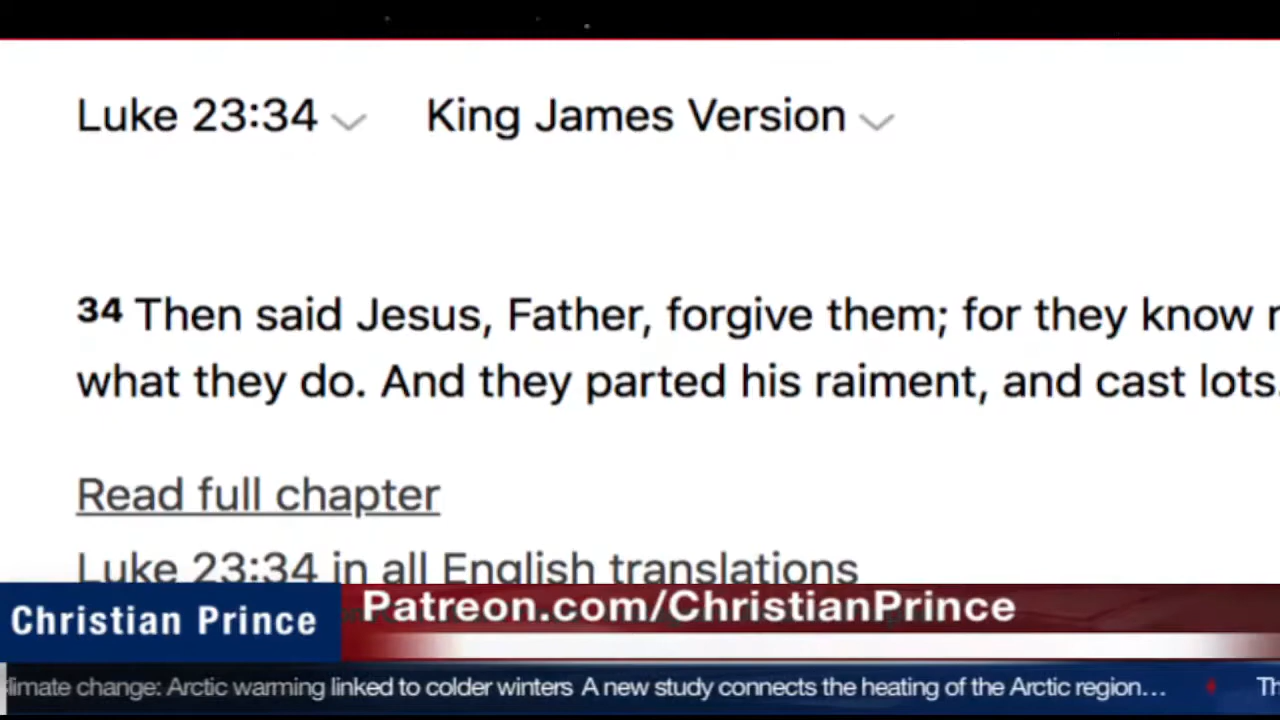 Luke 23:34 King James Version
34 Then said Jesus, Father, forgive them; for they know
what they do. And they parted his raiment, and cast lots.
Read full chapter
Luke 23:34 in all English translations
Christian Prince
Patreon.com/ChristianPrince
limate change: Arctic warming linked to colder winters A new study connects the heating of the Arctic region...